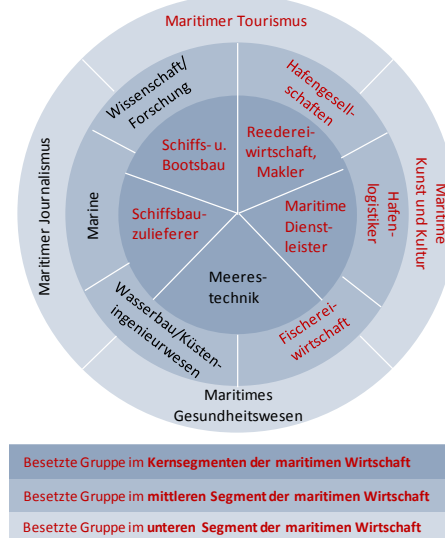 Maritimer Tourismus
Wissenschaft/
Forschung
Hafengesell-
schaften
Schiffs- u.
Bootsbau
Reederei-
wirtschaft,
Makler
Maritimer Journalismus
Marine
Schiffsbau-
zulieferer
Maritime
Dienst-
leister
Hafen-
logistiker
Maritime
Kunst und Kultur
Meeres-
technik
Wasserbau/Küsten-
ingenieurwesen
Fischerei-
wirtschaft
Maritimes
Gesundheitswesen
Besetzte Gruppe im Kernsegmenten der maritimen Wirtschaft
Besetzte Gruppe im mittleren Segment der maritimen Wirtschaft
Besetzte Gruppe im unteren Segment der maritimen Wirtschaft